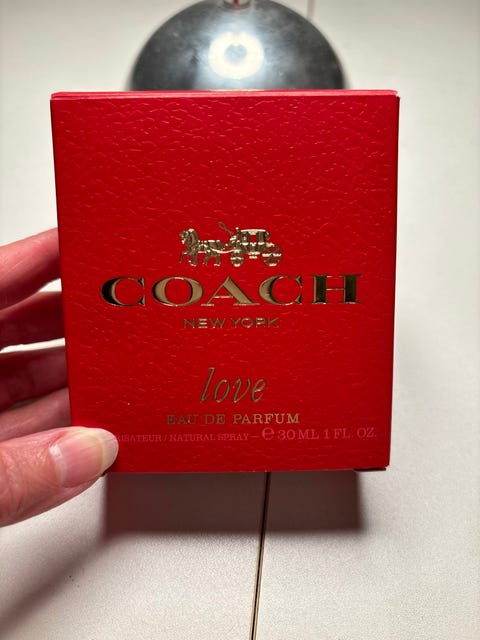 COACH
NEW YORK
love
EAU DE PARFUM
/ NATURAL SPRAY - ℮ 30 ML 1 FL. OZ.